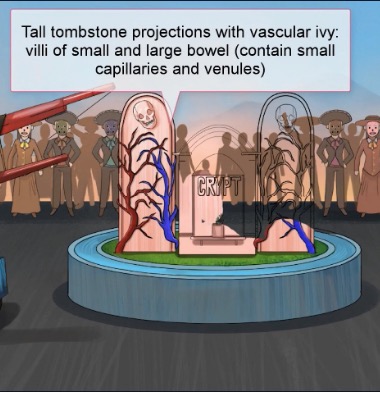 Tall tombstone projections with vascular ivy:
villi of small and large bowel (contain small
capillaries and venules)
CRYPT